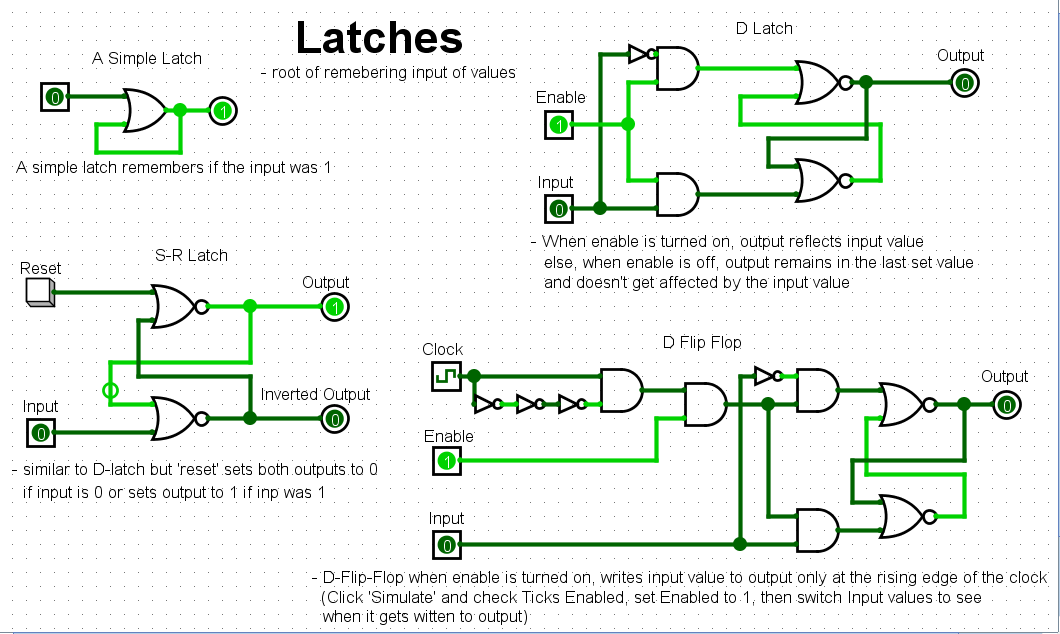 Latches
- root of remebering input of values
A Simple Latch
0
1
A simple latch remembers if the input was 1
D Latch
Output
0
Enable
1
Input
0
- When enable is turned on, output reflects input value
else, when enable is off, output remains in the last set value
and doesn't get affected by the input value
S-R Latch
Reset
Output
1
Inverted Output
0
Input
0
- similar to D-latch but 'reset' sets both outputs to 0
if input is 0 or sets output to 1 if inp was 1
D Flip Flop
Clock
Output
0
Enable
1
Input
0
- D-Flip-Flop when enable is turned on, writes input value to output only at the rising edge of the clock
(Click 'Simulate' and check Ticks Enabled, set Enabled to 1, then switch Input values to see
when it gets witten to output)